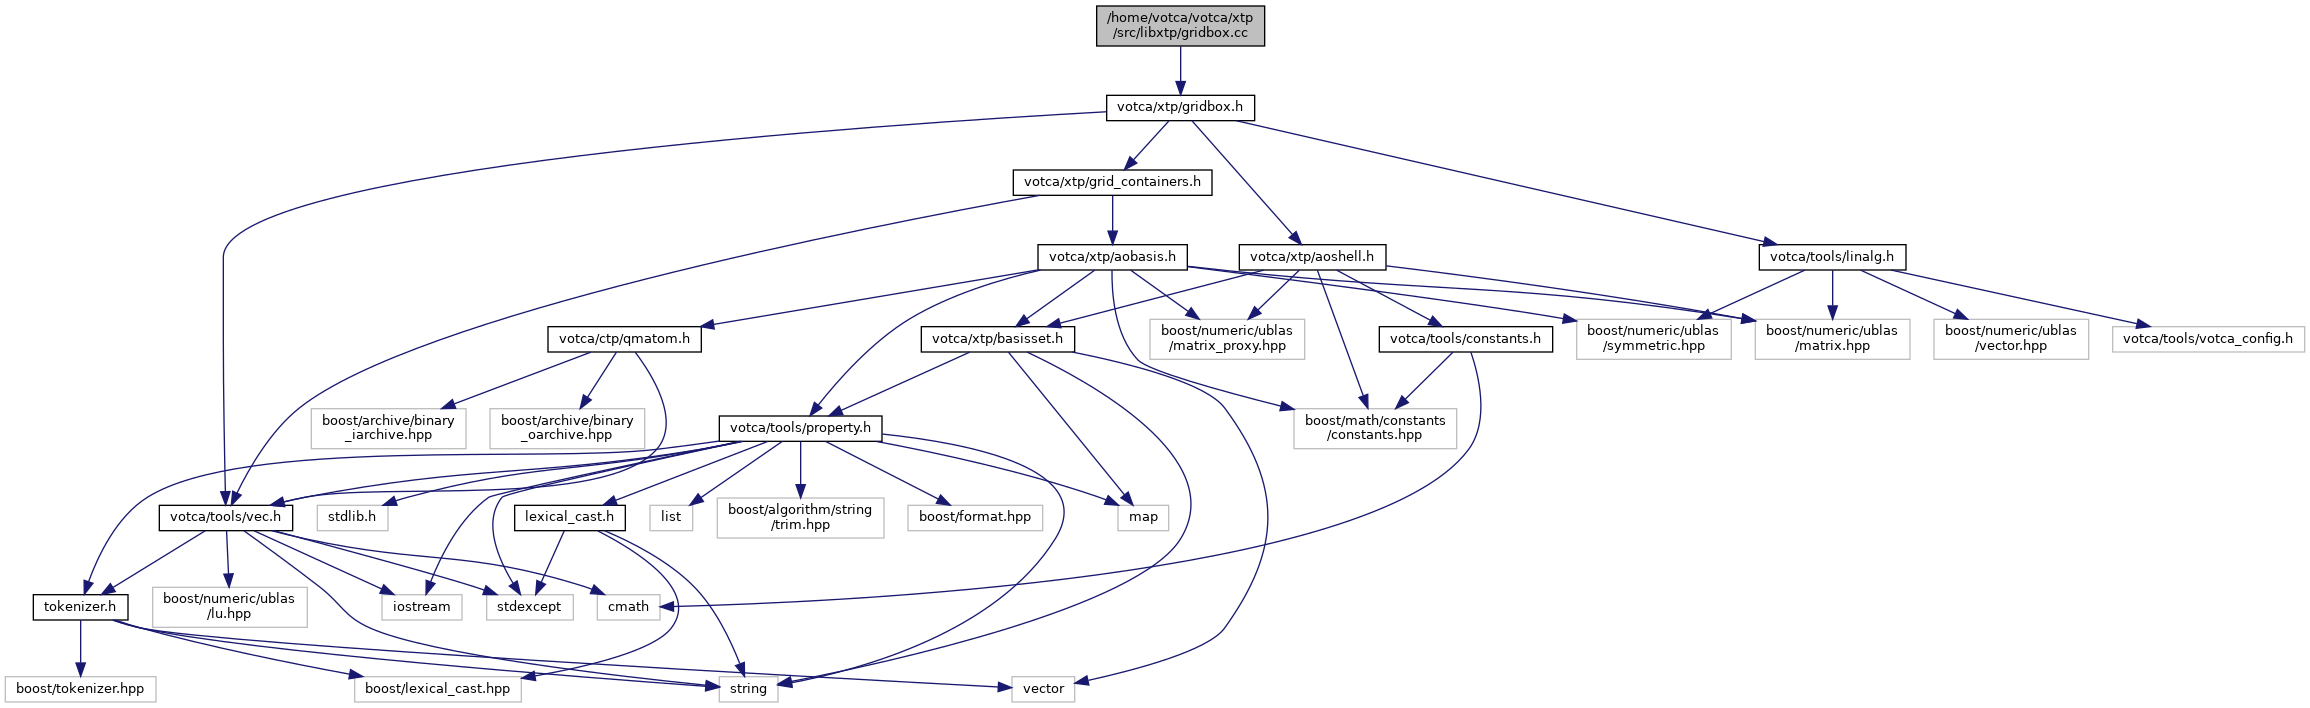 /home/votca/votca/xtp
/src/libxtp/gridbox.cc
votca/xtp/gridbox.h
votca/xtp/grid_containers.h
votca/xtp/aobasis.h
votca/xtp/aoshell.h
votca/tools/linalg.h
votca/ctp/qmatom.h
votca/xtp/basisset.h
boost/numeric/ublas
/matrix_proxy.hpp
votca/tools/constants.h
boost/numeric/ublas
/symmetric.hpp
boost/numeric/ublas
/matrix.hpp
boost/numeric/ublas
/vector.hpp
votca/tools/votca_config.h
boost/archive/binary
_iarchive.hpp
boost/archive/binary
_oarchive.hpp
votca/tools/property.h
boost/math/constants
/constants.hpp
votca/tools/vec.h
stdlib.h
lexical_cast.h
list
boost/algorithm/string
/trim.hpp
boost/format.hpp
map
tokenizer.h
boost/numeric/ublas
/lu.hpp
iostream
stdexcept
cmath
boost/tokenizer.hpp
boost/lexical_cast.hpp
string
vector